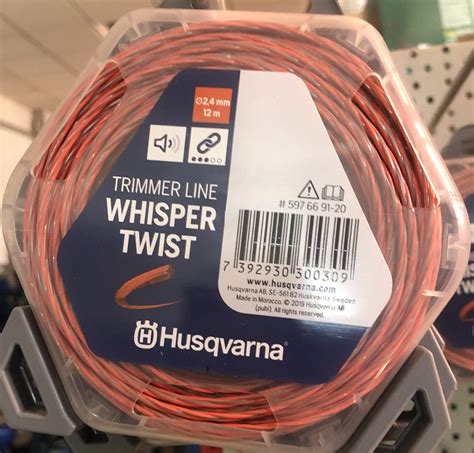 Husqvarna
Ø2,4 mm
12 m
TRIMMER LINE
WHISPER
TWIST
# 597 66 91-20
7 392930 300309
www.husqvarna.com
Husqvarna AB, SE-561 82 Huskvarna Sweden
Made in Morocco. © 2019 Husqvarna AB
(publ). All rights reserved.
Husqvarna